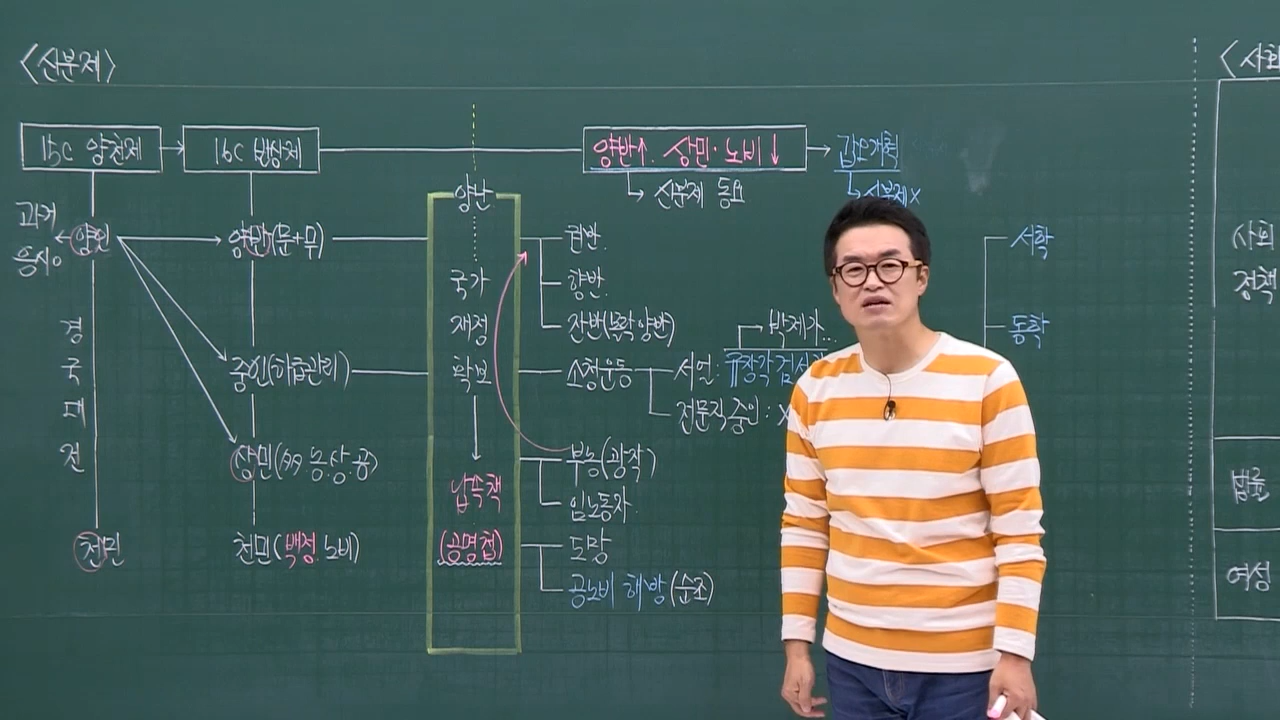 <신분제>
15C 양천제 → 16C 반상제
양반↑. 상민·노비↓ → 갑오개혁
→ 신분제 동요
→ 신분제X
과거
응시○
양인
경
국
대
전
천민
양반(문+무)
중인(하급관리)
상민( 농.상.공)
천민(백정.노비)
양난
국가
재정
확보
납속책
(공명첩)
권반.
향반.
잔반(몰락양반)
소청운동
서얼: 규장각 검서
박제가...
전문직 중인: X
부농(광작)
임노동자.
도망
공노비 해방(순조)
서학
동학
<사회
사회
정책
법률
여성